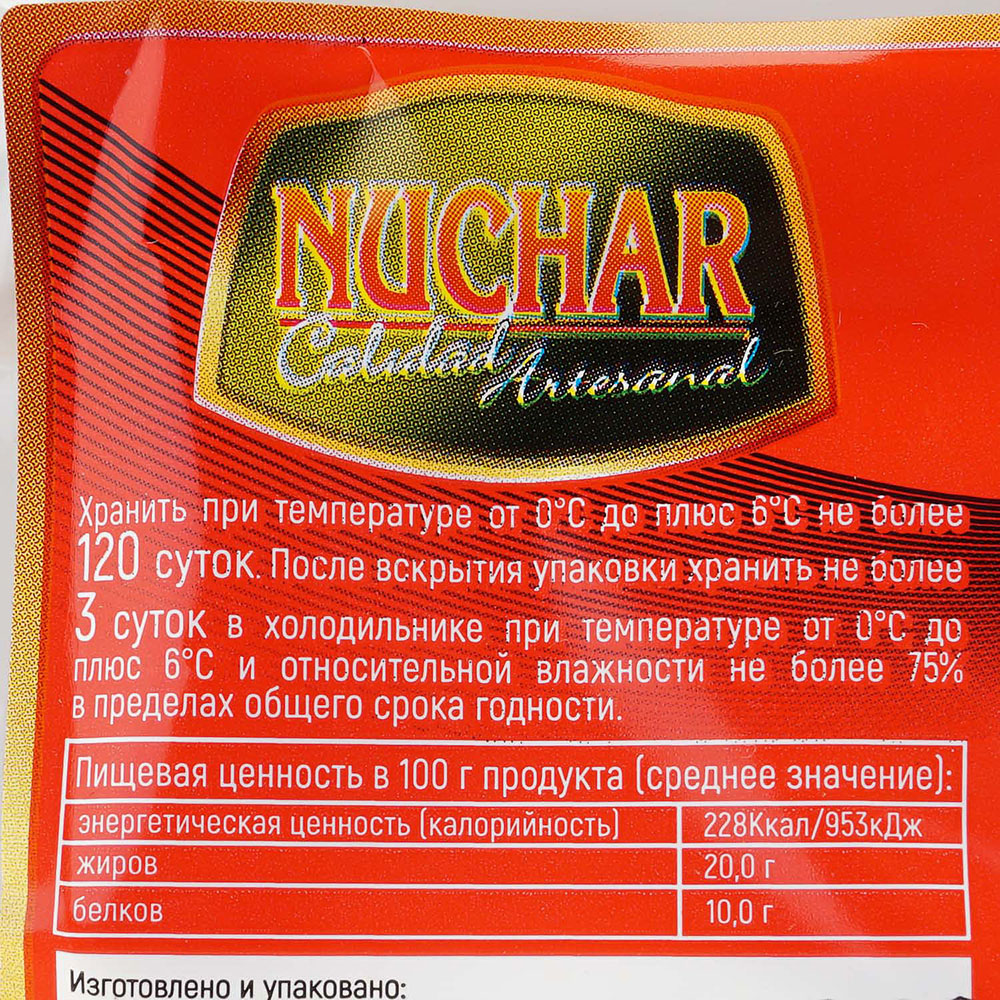 NUCHAR
Calidad Artesanal
Хранить при температуре от 0°С до плюс 6°С не более
120 суток. После вскрытия упаковки хранить не более
3 суток в холодильнике при температуре от 0°С до
плюс 6°С и относительной влажности не более 75%
в пределах общего срока годности.
Пищевая ценность в 100 г продукта (среднее значение):
энергетическая ценность (калорийность) 228Ккал/953кДж
жиров 20,0 г
белков 10,0 г
Изготовлено и упаковано: